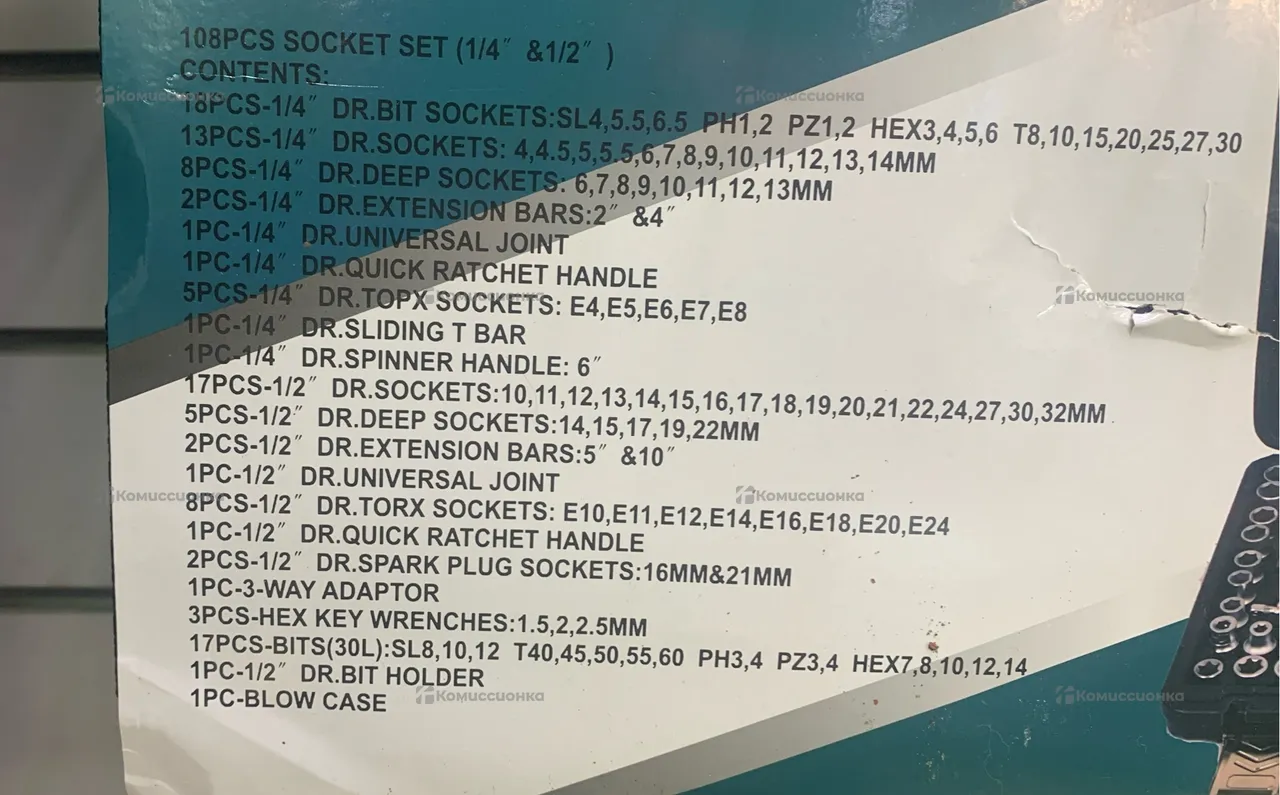 108PCS SOCKET SET (1/4″ &1/2″ )
CONTENTS:
18PCS-1/4″ DR.BIT SOCKETS:SL4,5.5,6.5 PH1,2 PZ1,2 HEX3,4,5,6 T8,10,15,20,25,27,30
13PCS-1/4″ DR.SOCKETS: 4,4.5,5,5.5,6,7,8,9,10,11,12,13,14MM
8PCS-1/4″ DR.DEEP SOCKETS: 6,7,8,9,10,11,12,13MM
2PCS-1/4″ DR.EXTENSION BARS:2″ &4″
1PC-1/4″ DR.UNIVERSAL JOINT
1PC-1/4″ DR.QUICK RATCHET HANDLE
5PCS-1/4″ DR.TOPX SOCKETS: E4,E5,E6,E7,E8
1PC-1/4″ DR.SLIDING T BAR
1PC-1/4″ DR.SPINNER HANDLE: 6″
17PCS-1/2″ DR.SOCKETS:10,11,12,13,14,15,16,17,18,19,20,21,22,24,27,30,32MM
5PCS-1/2″ DR.DEEP SOCKETS:14,15,17,19,22MM
2PCS-1/2″ DR.EXTENSION BARS:5″ &10″
1PC-1/2″ DR.UNIVERSAL JOINT
8PCS-1/2″ DR.TORX SOCKETS: E10,E11,E12,E14,E16,E18,E20,E24
1PC-1/2″ DR.QUICK RATCHET HANDLE
2PCS-1/2″ DR.SPARK PLUG SOCKETS:16MM&21MM
1PC-3-WAY ADAPTOR
3PCS-HEX KEY WRENCHES:1.5,2,2.5MM
17PCS-BITS(30L):SL8,10,12 T40,45,50,55,60 PH3,4 PZ3,4 HEX7,8,10,12,14
1PC-1/2″ DR.BIT HOLDER
1PC-BLOW CASE
Комиссионка
Комиссионка
Комиссионка
Комиссионка
Комиссионка
Комиссионка
Комиссионка
Комиссионка